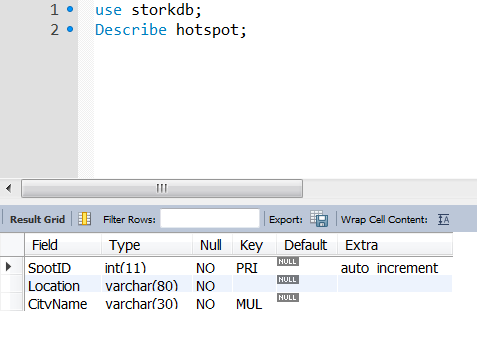 1 use storkdb;
2 Describe hotspot;
Result Grid Filter Rows: Export: Wrap Cell Content: IA
Field Type Null Key Default Extra
SpotID int(11) NO PRI NULL auto_increment
Location varchar(80) NO NULL
CityName varchar(30) NO MUL NULL